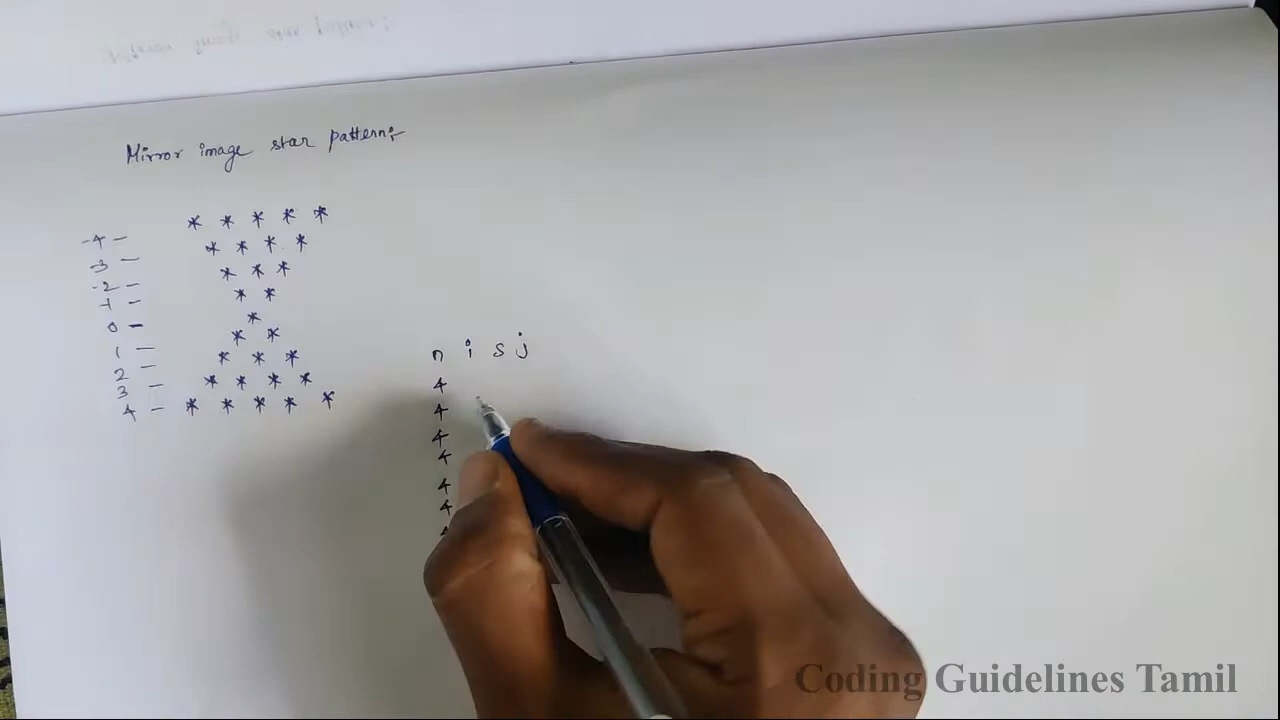 Mirror image star pattern:
* * * * *
-4 - * * * *
-3 - * * *
-2 - * *
-1 - *
0 - * *
1 - * * *
2 - * * * *
3 -
4 - * * * * *
n i s j
4
4
4
4
4
4
Coding Guidelines Tamil